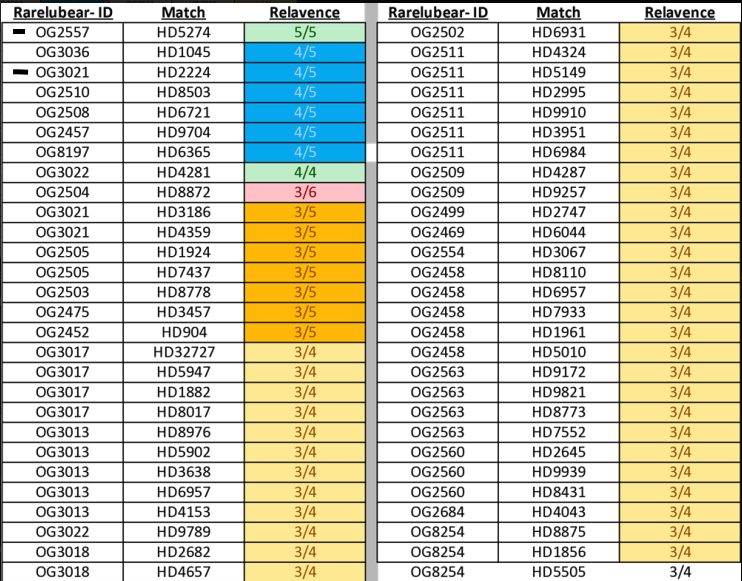 Rarelubear- ID Match Relavence Rarelubear- ID Match Relavence
- OG2557 HD5274 5/5 OG2502 HD6931 3/4
OG3036 HD1045 4/5 OG2511 HD4324 3/4
- OG3021 HD2224 4/5 OG2511 HD5149 3/4
OG2510 HD8503 4/5 OG2511 HD2995 3/4
OG2508 HD6721 4/5 OG2511 HD9910 3/4
OG2457 HD9704 4/5 OG2511 HD3951 3/4
OG8197 HD6365 4/5 OG2511 HD6984 3/4
OG3022 HD4281 4/4 OG2509 HD4287 3/4
OG2504 HD8872 3/6 OG2509 HD9257 3/4
OG3021 HD3186 3/5 OG2499 HD2747 3/4
OG3021 HD4359 3/5 OG2469 HD6044 3/4
OG2505 HD1924 3/5 OG2554 HD3067 3/4
OG2505 HD7437 3/5 OG2458 HD8110 3/4
OG2503 HD8778 3/5 OG2458 HD6957 3/4
OG2475 HD3457 3/5 OG2458 HD7933 3/4
OG2452 HD904 3/5 OG2458 HD1961 3/4
OG3017 HD32727 3/4 OG2458 HD5010 3/4
OG3017 HD5947 3/4 OG2563 HD9172 3/4
OG3017 HD1882 3/4 OG2563 HD9821 3/4
OG3017 HD8017 3/4 OG2563 HD8773 3/4
OG3013 HD8976 3/4 OG2563 HD7552 3/4
OG3013 HD5902 3/4 OG2560 HD2645 3/4
OG3013 HD3638 3/4 OG2560 HD9939 3/4
OG3013 HD6957 3/4 OG2560 HD8431 3/4
OG3013 HD4153 3/4 OG2684 HD4043 3/4
OG3022 HD9789 3/4 OG8254 HD8875 3/4
OG3018 HD2682 3/4 OG8254 HD1856 3/4
OG3018 HD4657 3/4 OG8254 HD5505 3/4